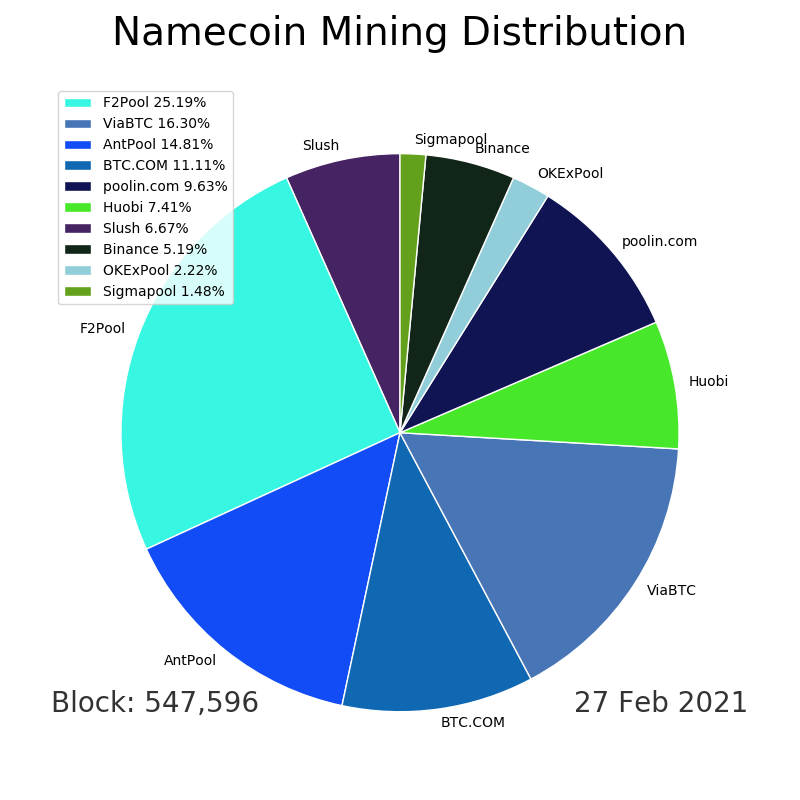 Namecoin Mining Distribution
F2Pool 25.19%
ViaBTC 16.30%
AntPool 14.81%
BTC.COM 11.11%
poolin.com 9.63%
Huobi 7.41%
Slush 6.67%
Binance 5.19%
OKExPool 2.22%
Sigmapool 1.48%
Slush
Sigmapool
Binance
OKExPool
poolin.com
F2Pool
Huobi
ViaBTC
AntPool
BTC.COM
Block: 547,596
27 Feb 2021